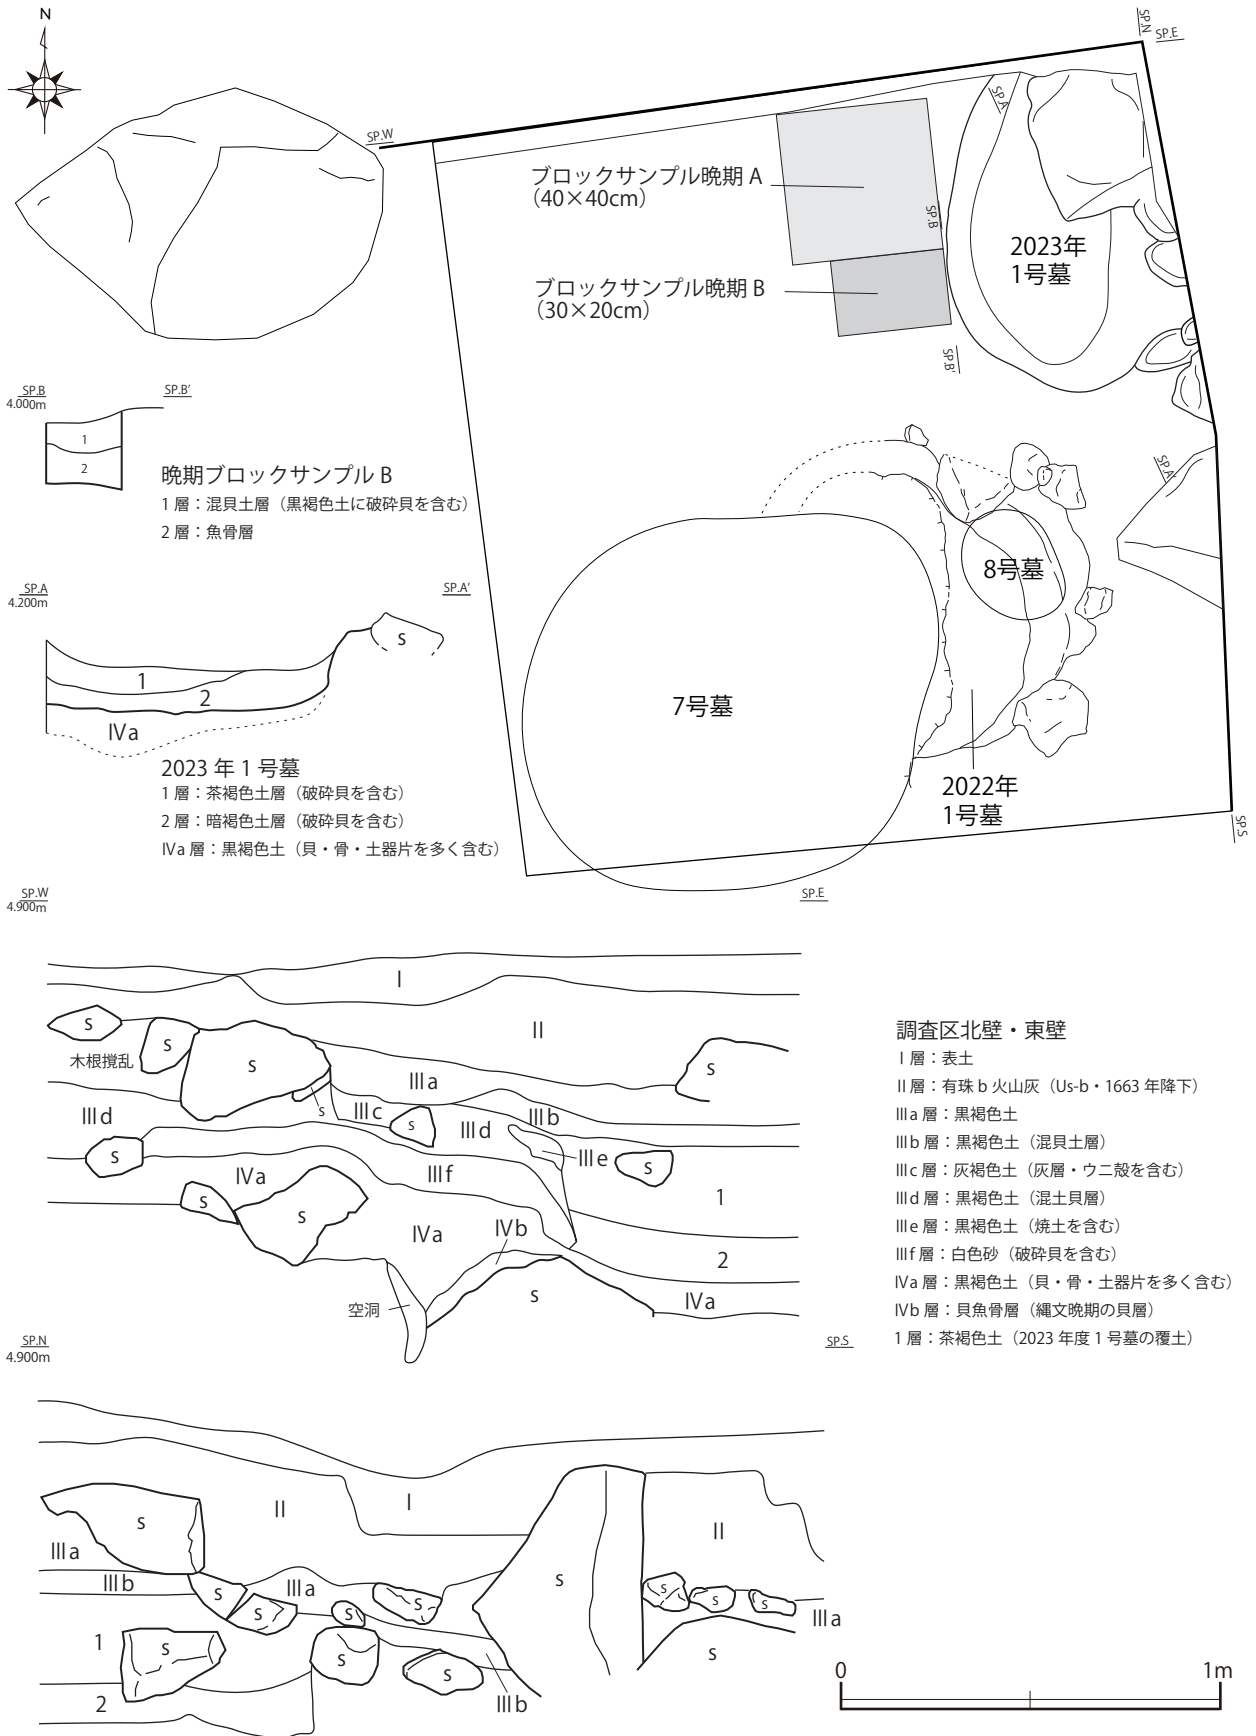 N
SP.W
SP.N
SP.E
SP.A
ブロックサンプル晩期 A
（40×40cm）
SP.B
2023年
1号墓
ブロックサンプル晩期 B
（30×20cm）
SP.B′
SP.B
4.000m
SP.B′
1
2
晩期ブロックサンプル B
1 層：混貝土層（黒褐色土に破砕貝を含む）
2 層：魚骨層
SP.A′
8号墓
7号墓
2022年
1号墓
SP.S
SP.A
4.200m
SP.A′
S
1
2
Ⅳa
2023 年 1 号墓
1 層：茶褐色土層（破砕貝を含む）
2 層：暗褐色土層（破砕貝を含む）
Ⅳa 層：黒褐色土（貝・骨・土器片を多く含む）
SP.W
4.900m
SP.E
I
II
S
S
S
S
木根撹乱
Ⅲa
S
Ⅲc
Ⅲb
Ⅲd
S
Ⅲd
S
Ⅲe
S
Ⅳa
Ⅲf
1
S
S
Ⅳa
Ⅳb
2
S
Ⅳa
空洞
調査区北壁・東壁
Ⅰ層：表土
Ⅱ層：有珠 b 火山灰（Us-b・1663 年降下）
Ⅲa 層：黒褐色土
Ⅲb 層：黒褐色土（混貝土層）
Ⅲc 層：灰褐色土（灰層・ウニ殻を含む）
Ⅲd 層：黒褐色土（混土貝層）
Ⅲe 層：黒褐色土（焼土を含む）
Ⅲf 層：白色砂（破砕貝を含む）
Ⅳa 層：黒褐色土（貝・骨・土器片を多く含む）
Ⅳb 層：貝魚骨層（縄文晩期の貝層）
1 層：茶褐色土（2023 年度 1 号墓の覆土）
SP.N
4.900m
SP.S
I
II
S
II
Ⅲa
S
Ⅲb
S
Ⅲa
S
S
S
S
S
S
Ⅲa
S
1
S
S
S
S
2
Ⅲb
0
1m